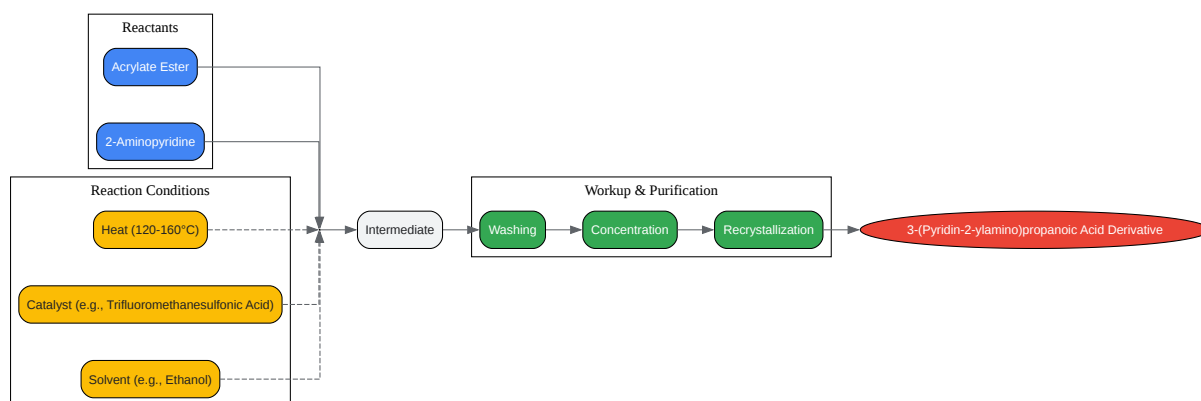 Reactants
Acrylate Ester
2-Aminopyridine
Reaction Conditions
Heat (120-160°C)
Catalyst (e.g., Trifluoromethanesulfonic Acid)
Solvent (e.g., Ethanol)
Intermediate
Workup & Purification
Washing
Concentration
Recrystallization
3-(Pyridin-2-ylamino)propanoic Acid Derivative